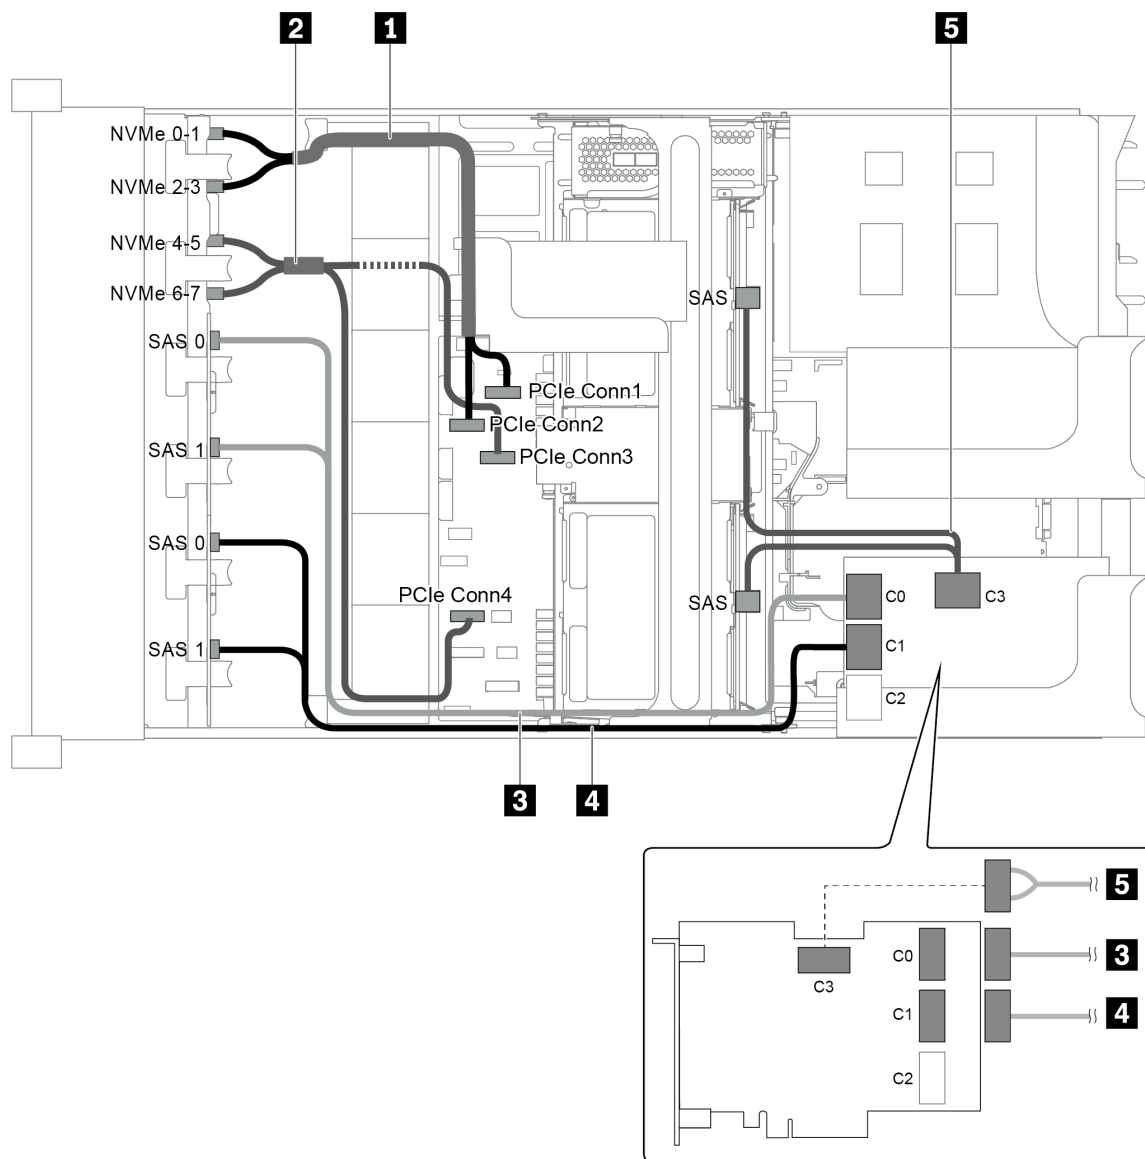 2
1
5
NVMe 0-1
NVMe 2-3
NVMe 4-5
NVMe 6-7
SAS
SAS 0
PCIe Conn1
PCIe Conn2
SAS 1
PCIe Conn3
SAS 0
PCIe Conn4
SAS
C0
C3
SAS 1
C1
C2
3
4
5
C0
3
C3
C1
4
C2